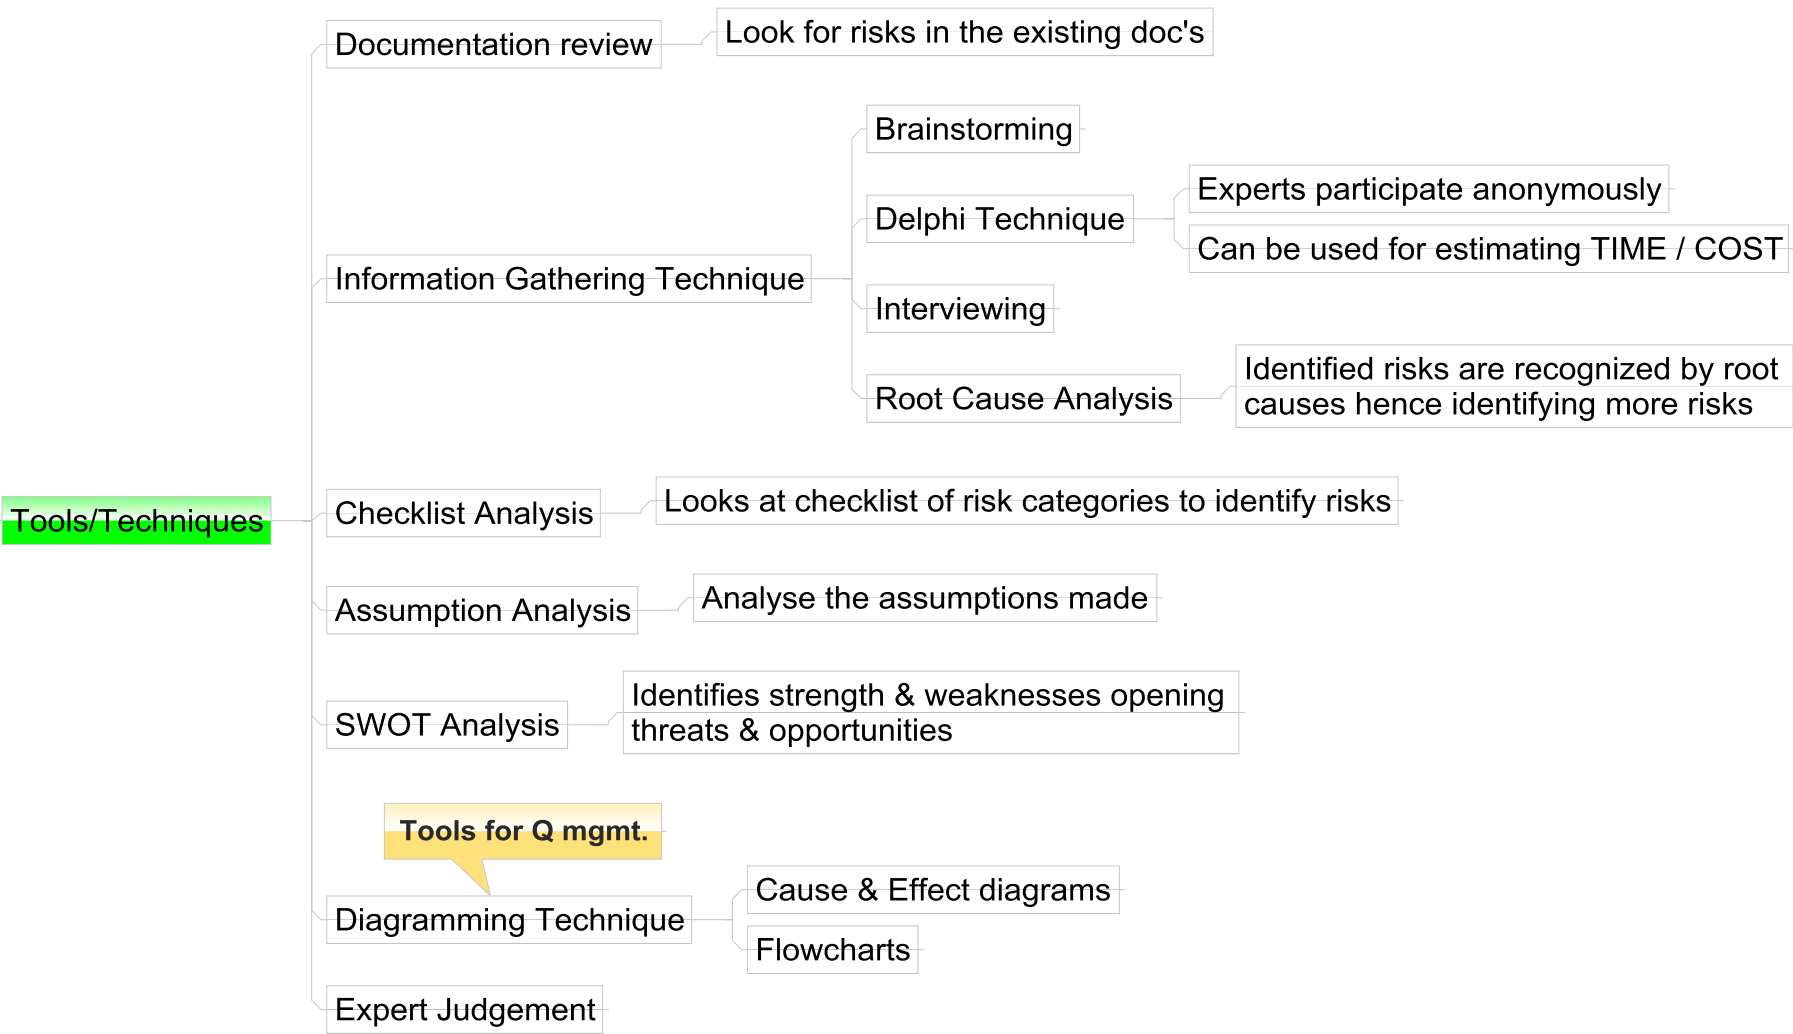 Documentation review
Look for risks in the existing doc's
Information Gathering Technique
Brainstorming
Delphi Technique
Experts participate anonymously
Can be used for estimating TIME / COST
Interviewing
Root Cause Analysis
Identified risks are recognized by root
causes hence identifying more risks
Tools/Techniques
Checklist Analysis
Looks at checklist of risk categories to identify risks
Assumption Analysis
Analyse the assumptions made
SWOT Analysis
Identifies strength & weaknesses opening
threats & opportunities
Tools for Q mgmt.
Diagramming Technique
Cause & Effect diagrams
Flowcharts
Expert Judgement